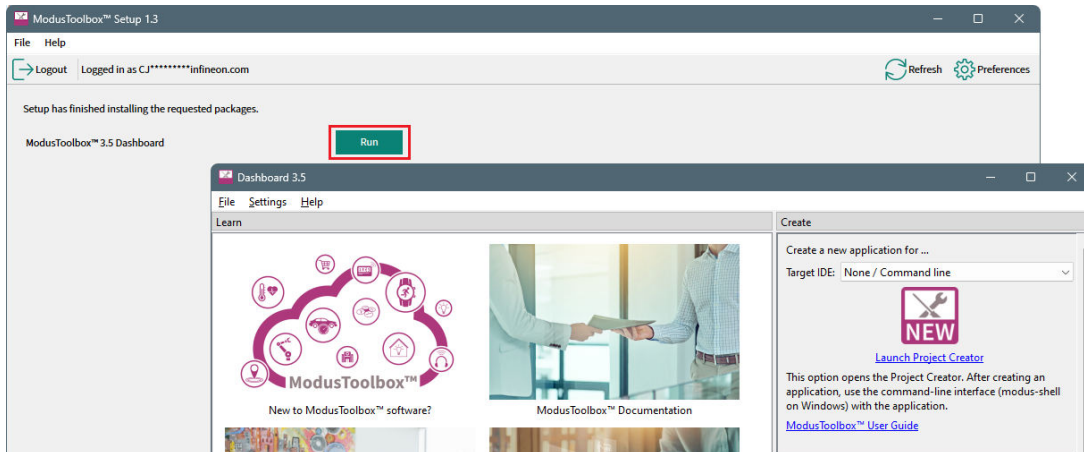 ModusToolbox™ Setup 1.3
File Help
Logout Logged in as CJ*********infineon.com Refresh Preferences
Setup has finished installing the requested packages.
ModusToolbox™ 3.5 Dashboard Run
Dashboard 3.5
File Settings Help
Learn
ModusToolbox™
New to ModusToolbox™ software?
ModusToolbox™ Documentation
Create
Create a new application for ...
Target IDE: None / Command line
NEW
Launch Project Creator
This option opens the Project Creator. After creating an
application, use the command-line interface (modus-shell
on Windows) with the application.
ModusToolbox™ User Guide